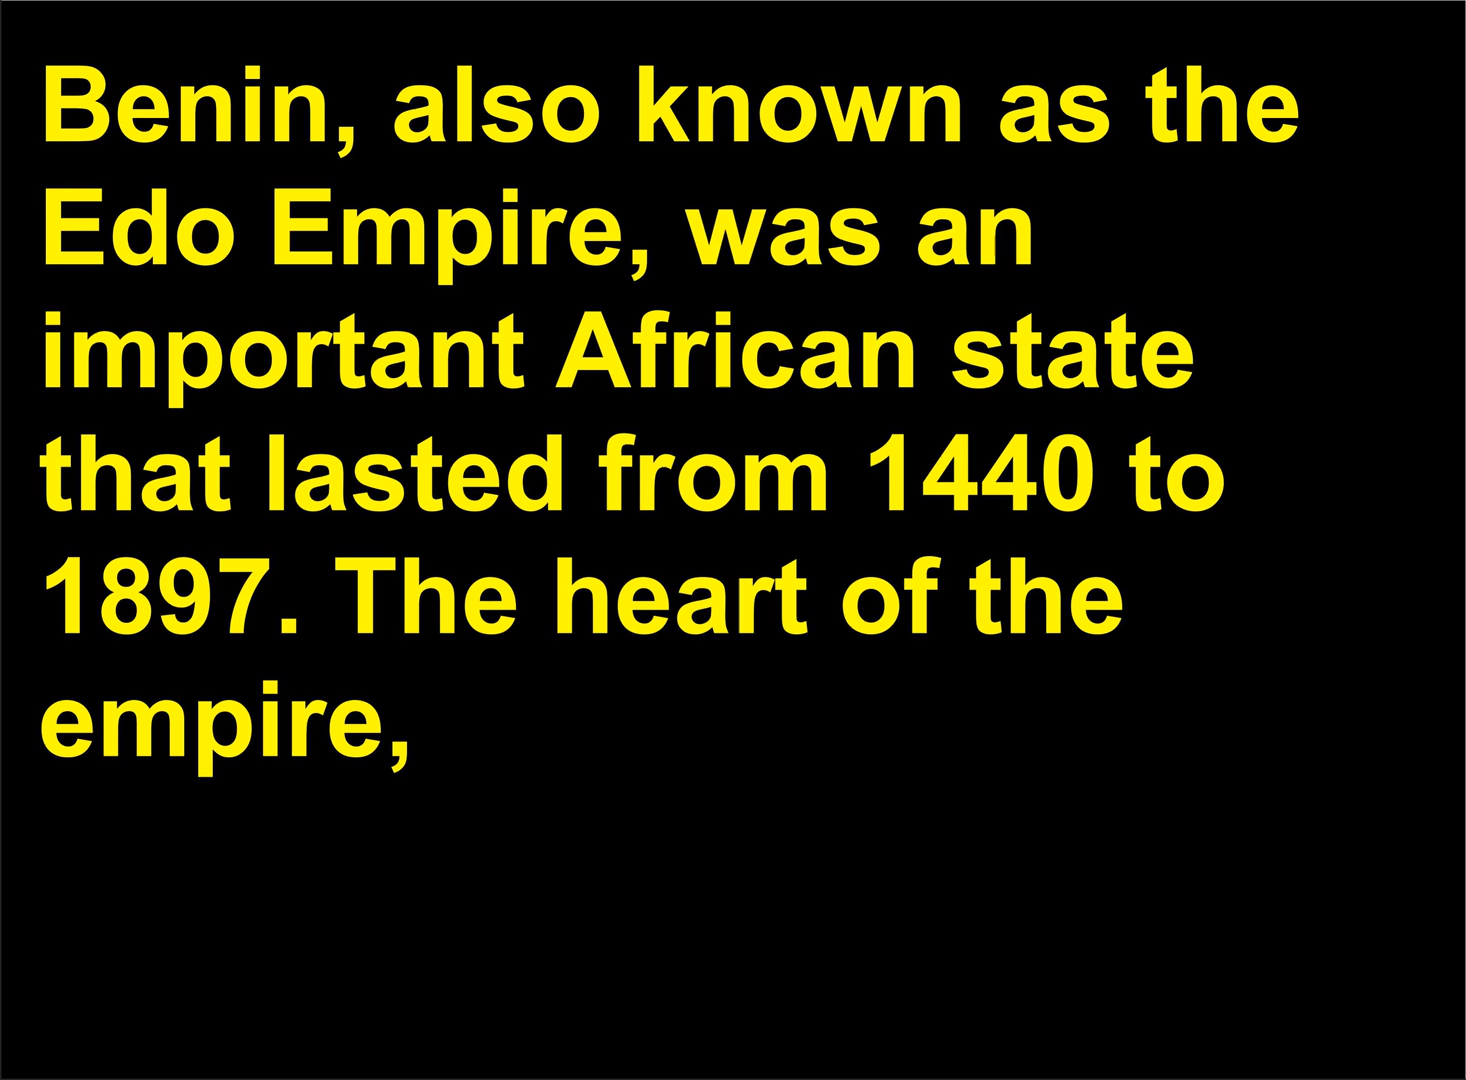 Benin, also known as the
Edo Empire, was an
important African state
that lasted from 1440 to
1897. The heart of the
empire,